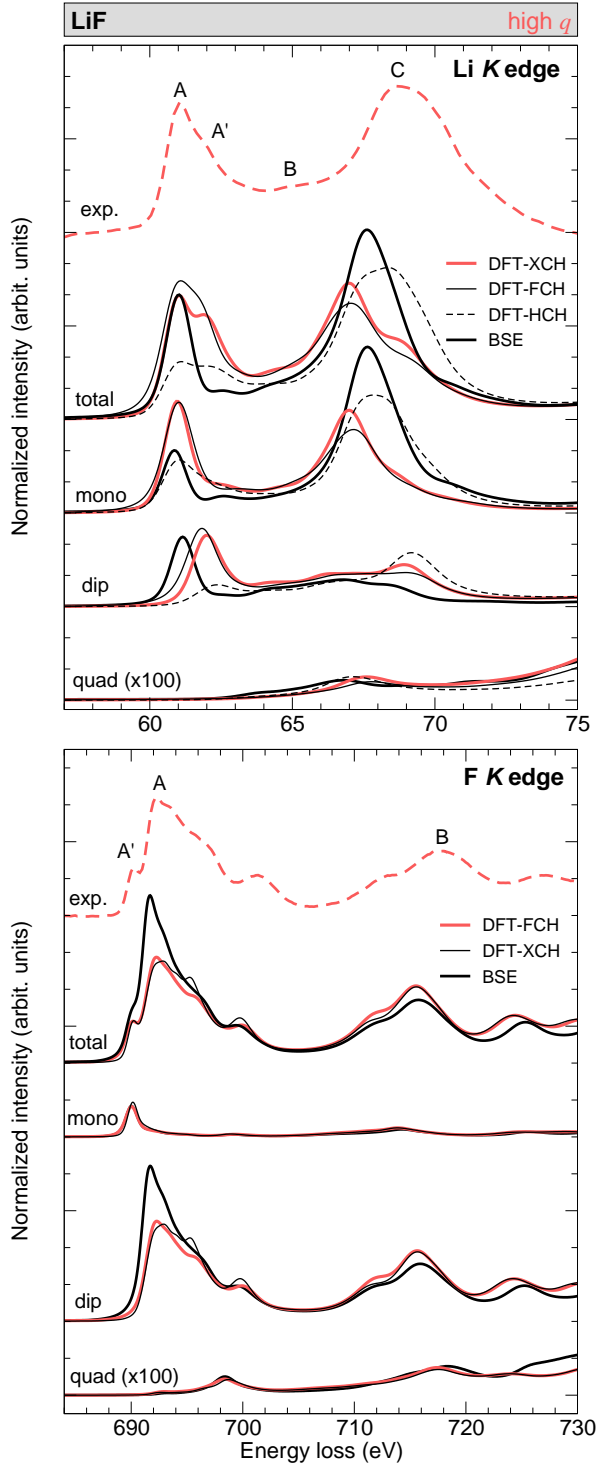 LiF high q
Li K edge
A
A'
B
C
exp.
DFT-XCH
DFT-FCH
DFT-HCH
BSE
total
mono
dip
quad (x100)
Normalized intensity (arbit. units)
60 65 70 75
F K edge
A
A'
B
exp.
DFT-FCH
DFT-XCH
BSE
total
mono
dip
quad (x100)
Normalized intensity (arbit. units)
690 700 710 720 730
Energy loss (eV)